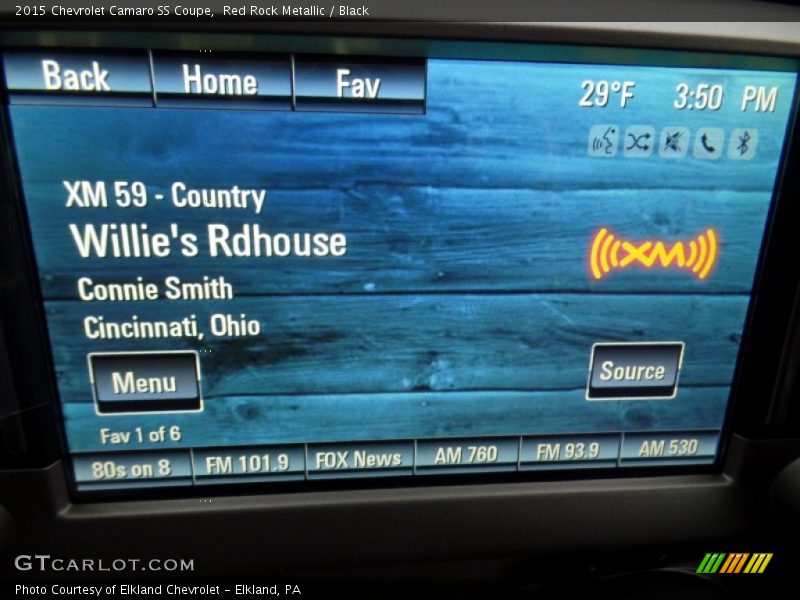 2015 Chevrolet Camaro SS Coupe,  Red Rock Metallic / Black
Back Home Fav
29°F 3:50 PM
XM 59 - Country
Willie's Rdhouse
XM
Connie Smith
Cincinnati, Ohio
Menu Source
Fav 1 of 6
80s on 8 FM 101.9 FOX News AM 760 FM 93.9 AM 530
GTCARLOT.COM
Photo Courtesy of Elkland Chevrolet - Elkland, PA